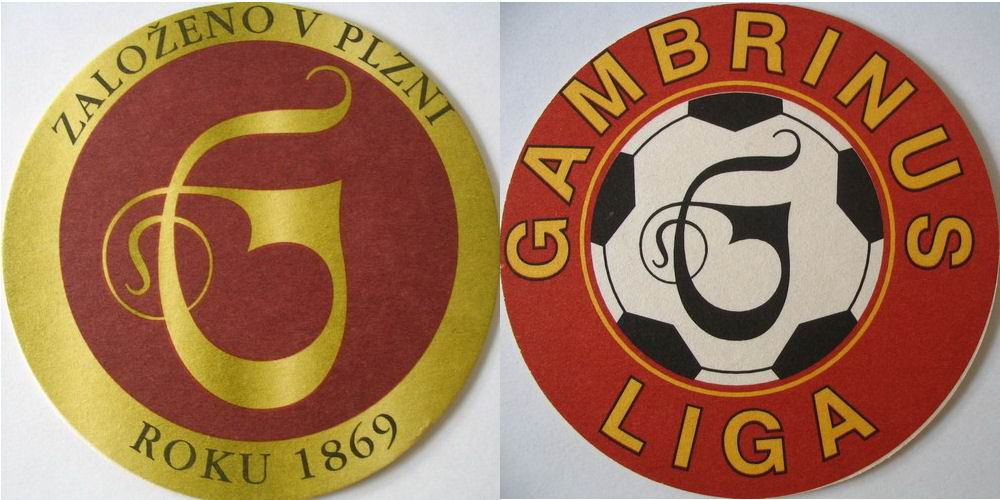 ZALOŽENO V PLZNI
ROKU 1869
GAMBRINUS
LIGA